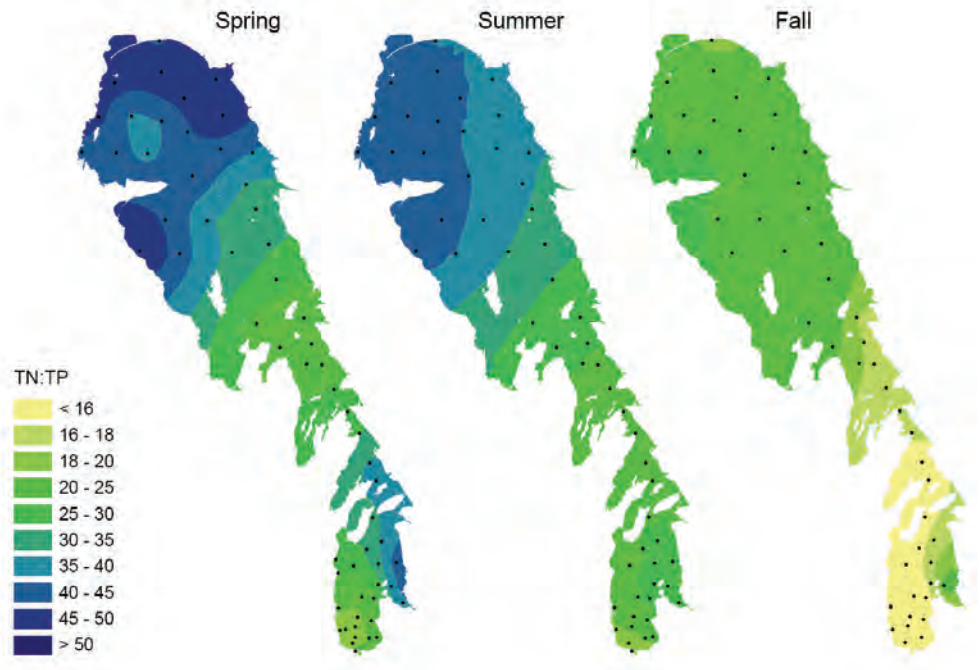 Spring
Summer
Fall
TN:TP
< 16
16 - 18
18 - 20
20 - 25
25 - 30
30 - 35
35 - 40
40 - 45
45 - 50
> 50